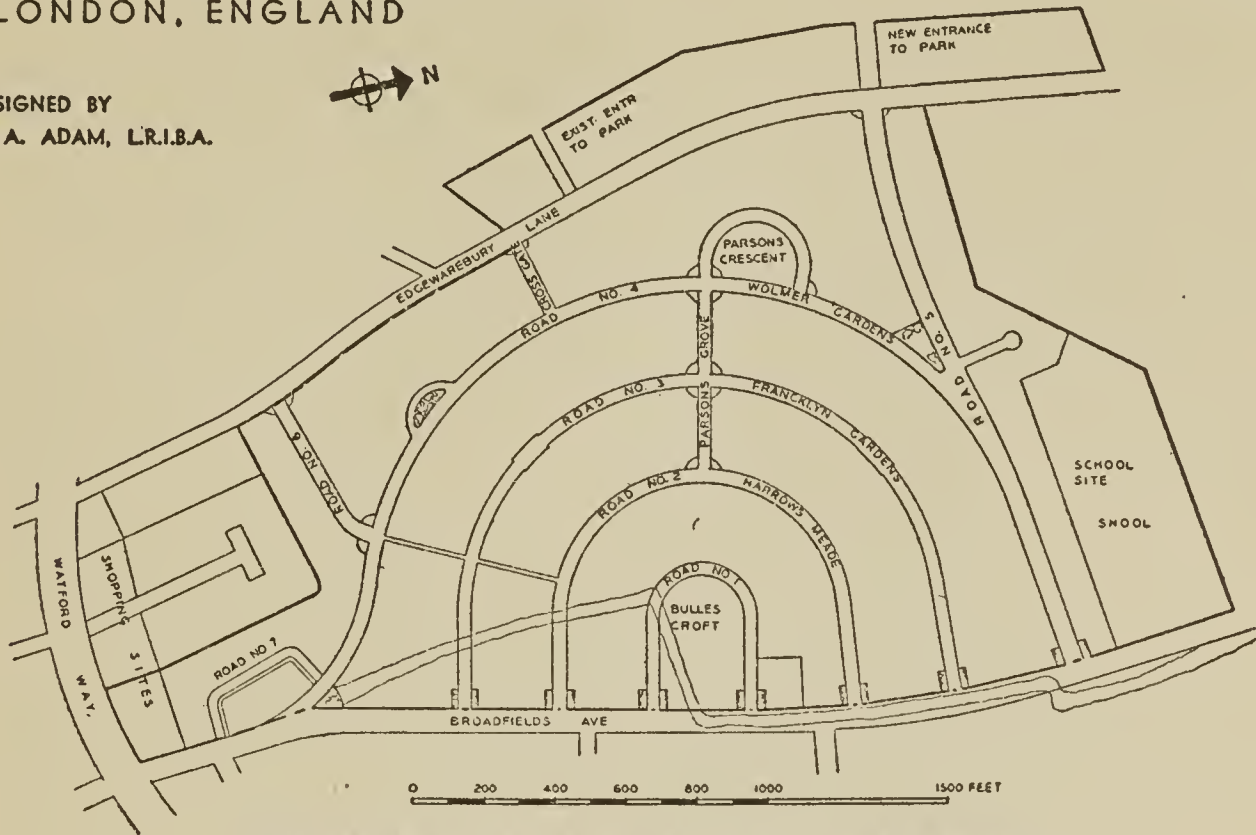 LONDON, ENGLAND
SIGNED BY
A. ADAM, L.R.I.B.A.
N
NEW ENTRANCE
TO PARK
EXIST. ENTR
TO PARK
EDGEWAREBURY LANE
CROSS GATE
PARSONS
CRESCENT
ROAD NO. 4
WOLMER GARDENS
ROAD NO. 5
PARSONS GROVE
ROAD NO. 3
FRANCKLYN GARDENS
ROAD NO. 6
ROAD NO. 2
HARROWS MEADE
SCHOOL
SITE
SHOOL
ROAD NO 1
BULLES
CROFT
WATFORD WAY.
SHOPPING SITES
ROAD NO 7
BROADFIELDS AVE
0 200 400 600 800 1000 1500 FEET